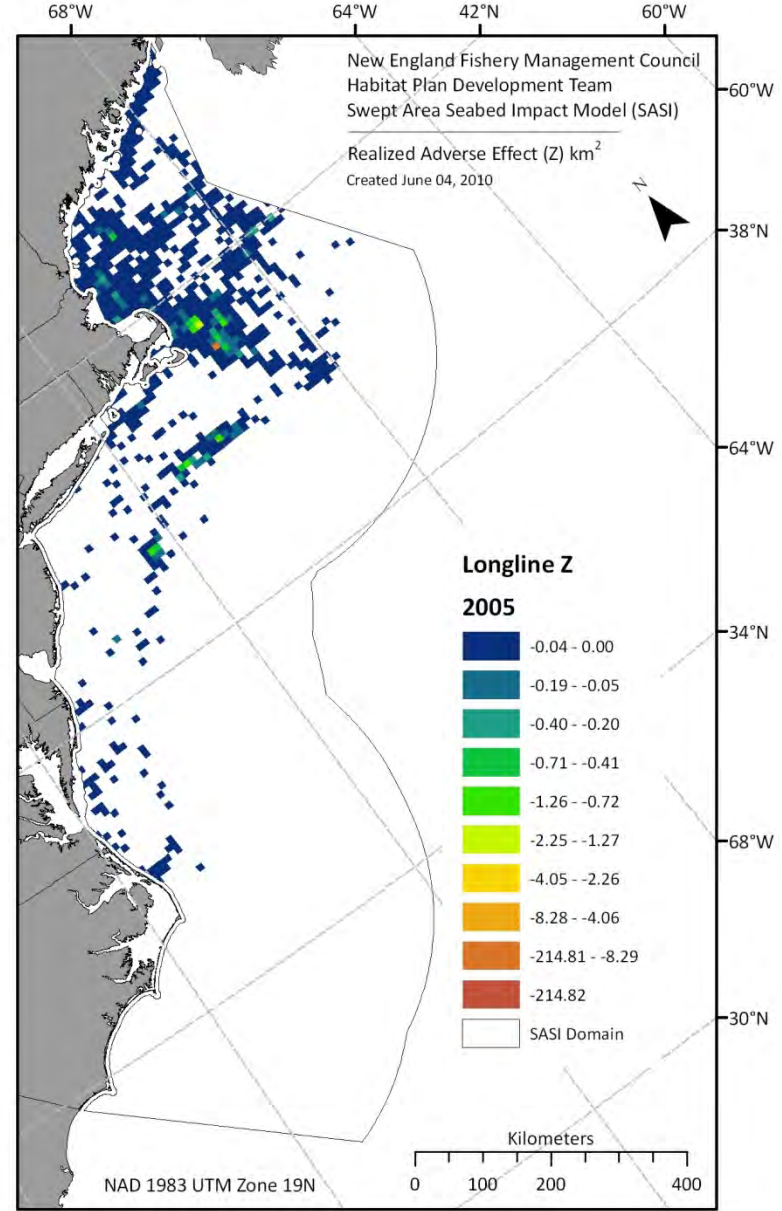 68°W 64°W 42°N 60°W
New England Fishery Management Council
Habitat Plan Development Team
Swept Area Seabed Impact Model (SASI)
Realized Adverse Effect (Z) km²
Created June 04, 2010
N
60°W
38°N
64°W
34°N
68°W
30°N
Longline Z
2005
-0.04 - 0.00
-0.19 - -0.05
-0.40 - -0.20
-0.71 - -0.41
-1.26 - -0.72
-2.25 - -1.27
-4.05 - -2.26
-8.28 - -4.06
-214.81 - -8.29
-214.82
SASI Domain
Kilometers
0 100 200 300 400
NAD 1983 UTM Zone 19N